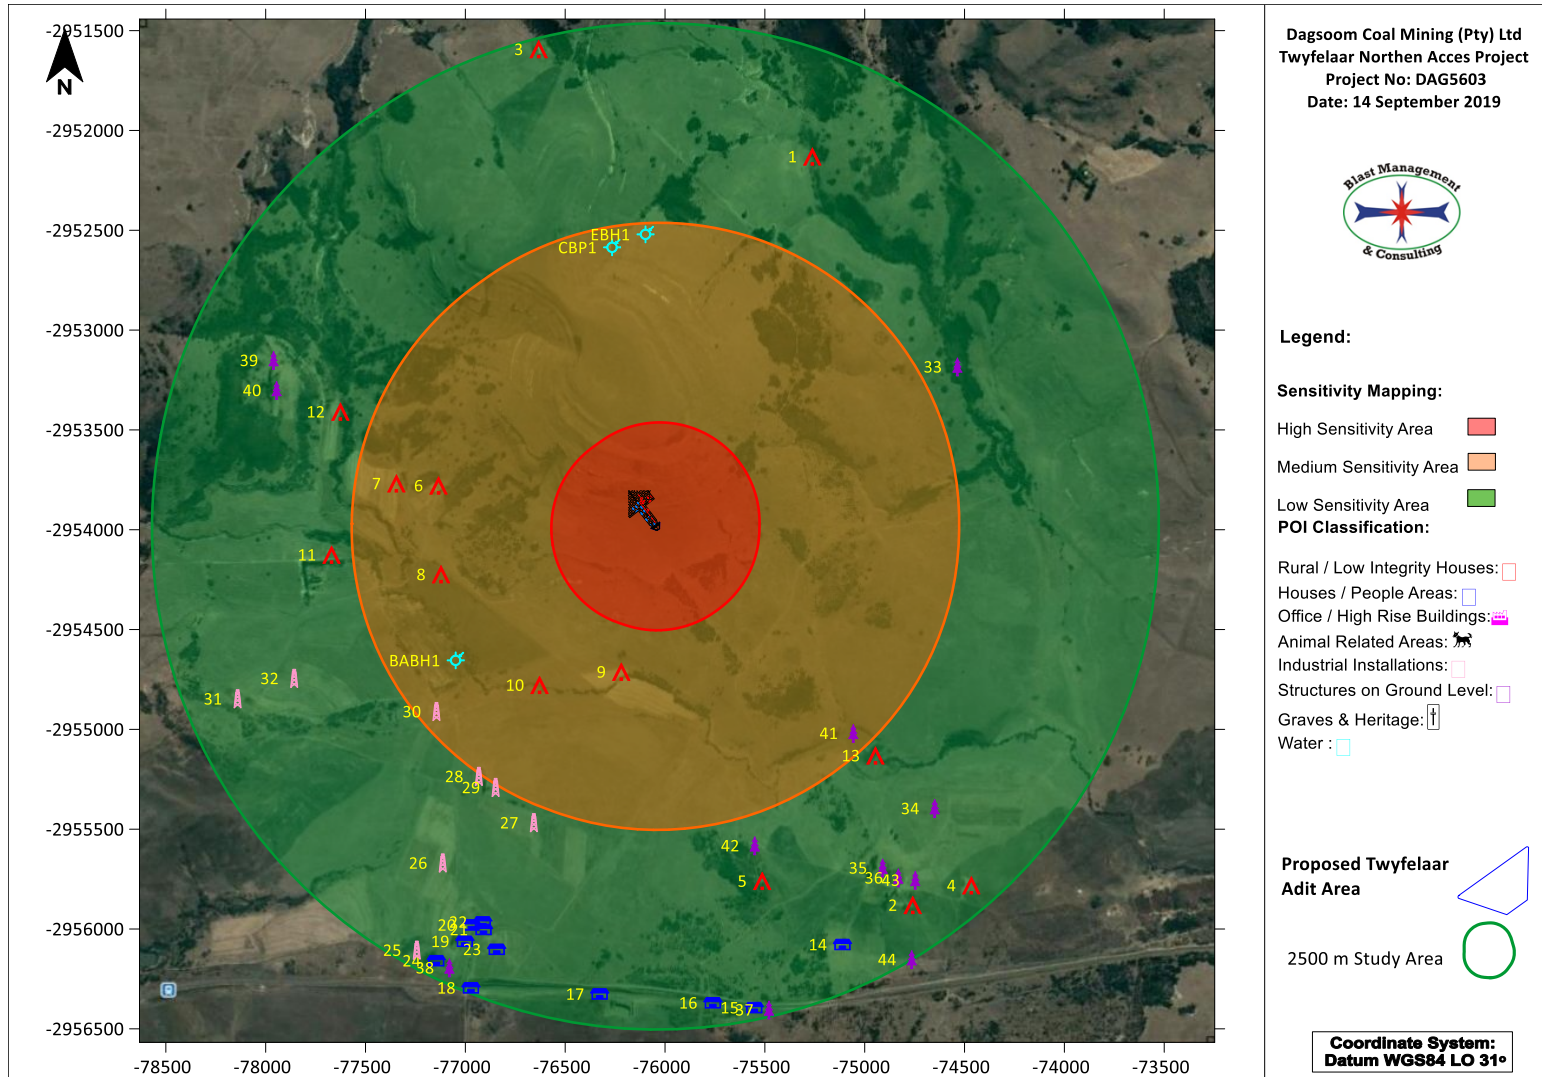 -2951500
-2952000
-2952500
-2953000
-2953500
-2954000
-2954500
-2955000
-2955500
-2956000
-2956500
-78500
-78000
-77500
-77000
-76500
-76000
-75500
-75000
-74500
-74000
-73500
N
3
1
EBH1
CBP1
39
40
12
33
7
6
11
8
BABH1
9
10
32
31
30
41
13
28
29
27
34
26
42
5
35
36
43
4
2
22
20
21
19
23
25
24
38
18
14
44
17
16
15
37
Dagsoom Coal Mining (Pty) Ltd
Twyfelaar Northen Acces Project
Project No: DAG5603
Date: 14 September 2019
Blast Management
& Consulting
Legend:
Sensitivity Mapping:
High Sensitivity Area
Medium Sensitivity Area
Low Sensitivity Area
POI Classification:
Rural / Low Integrity Houses:
Houses / People Areas:
Office / High Rise Buildings:
Animal Related Areas:
Industrial Installations:
Structures on Ground Level:
Graves & Heritage:
Water :
Proposed Twyfelaar
Adit Area
2500 m Study Area
Coordinate System:
Datum WGS84 LO 31º